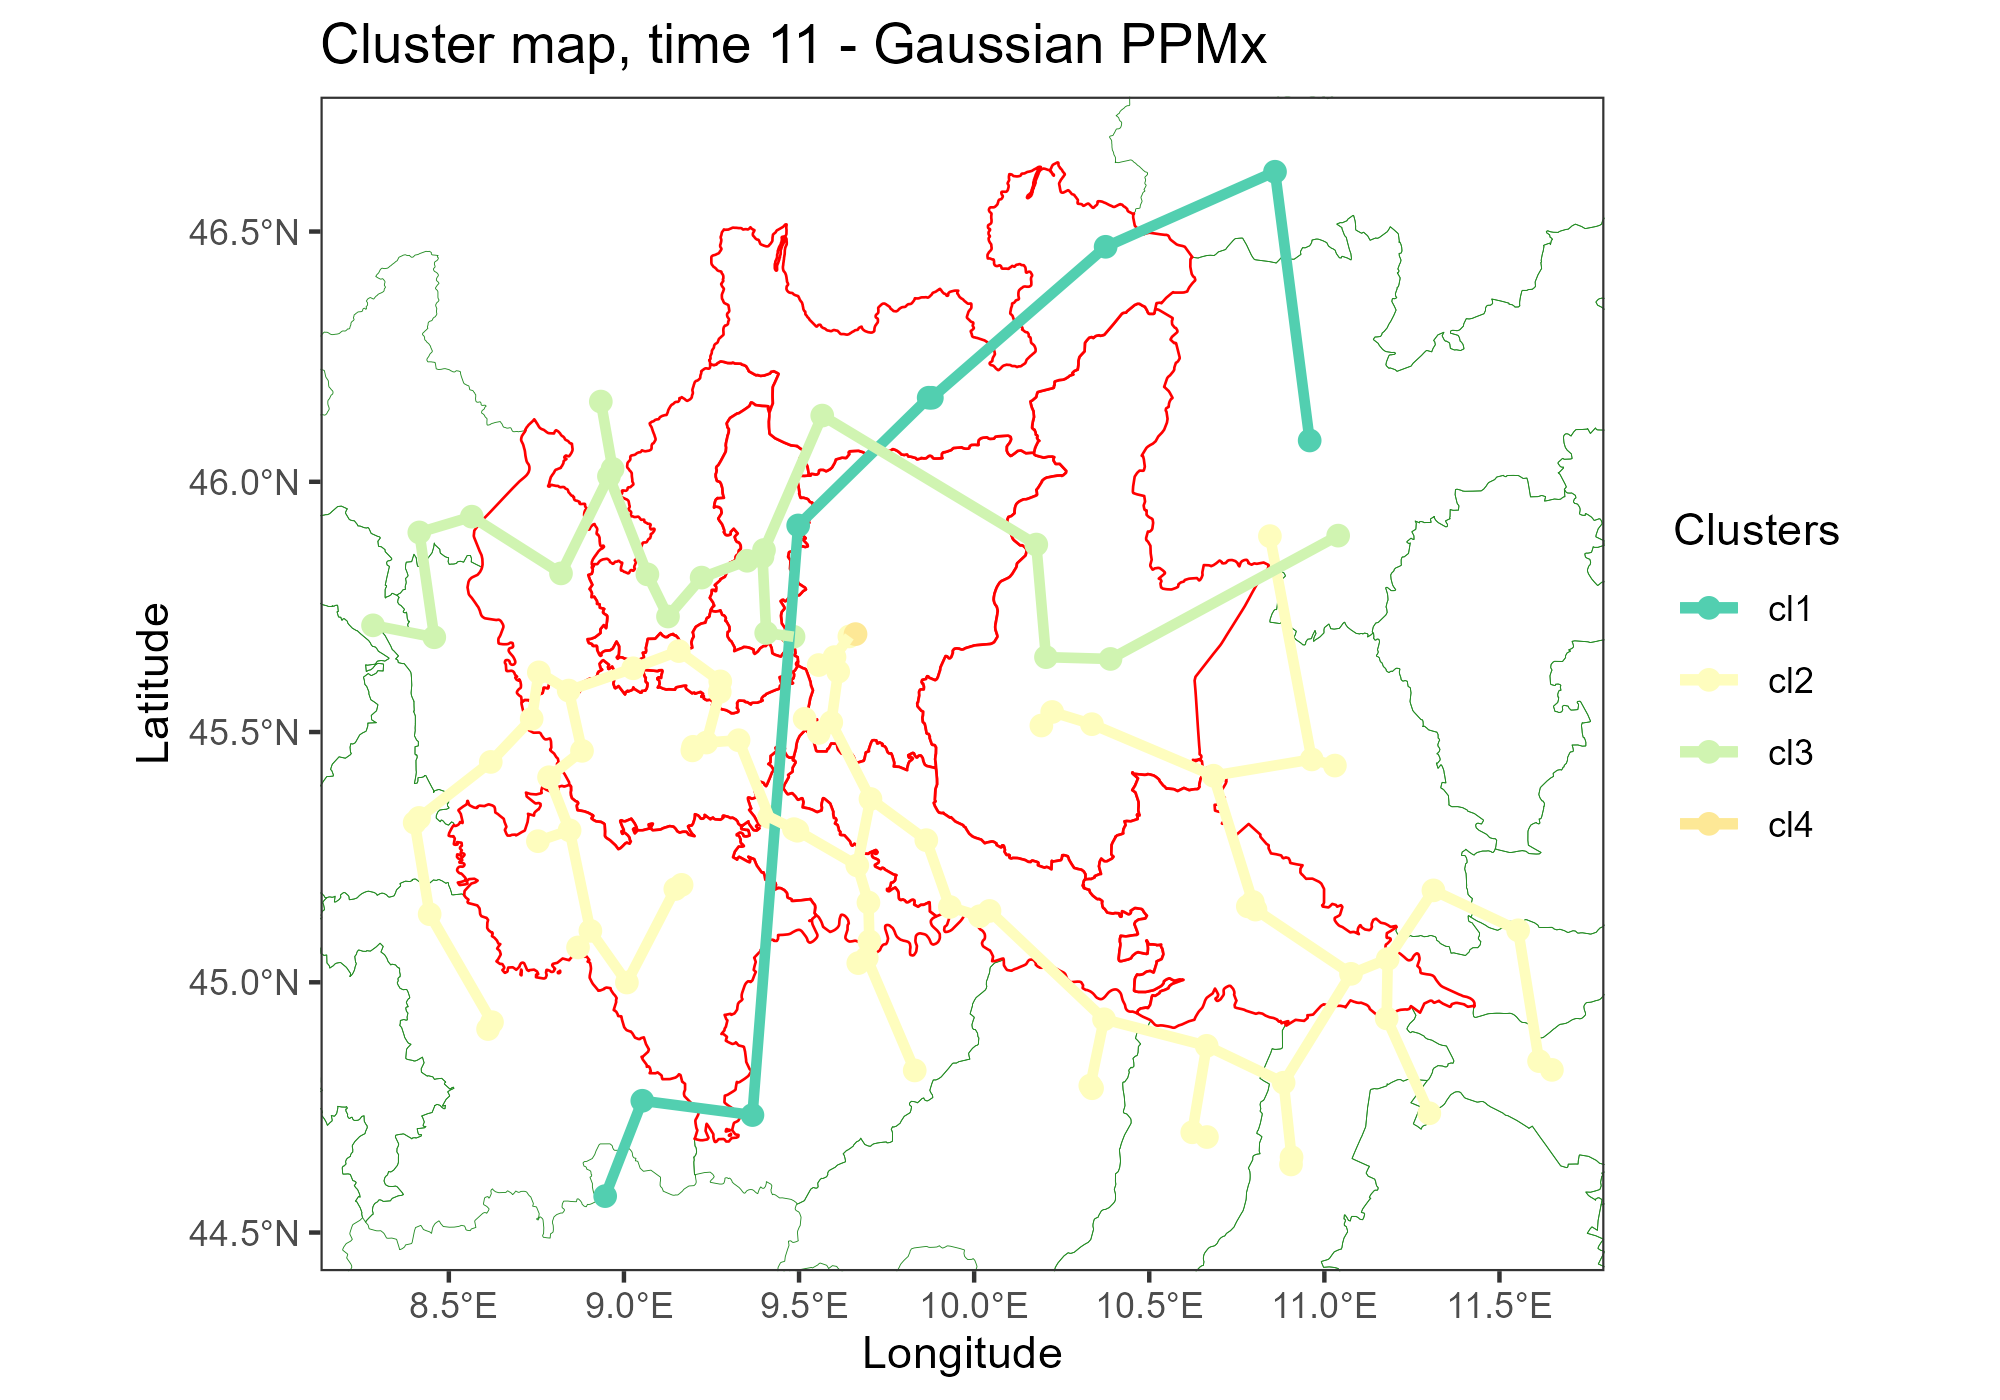 Cluster map, time 11 - Gaussian PPMx
46.5°N
46.0°N
45.5°N
45.0°N
44.5°N
Latitude
8.5°E 9.0°E 9.5°E 10.0°E 10.5°E 11.0°E 11.5°E
Longitude
Clusters
cl1
cl2
cl3
cl4